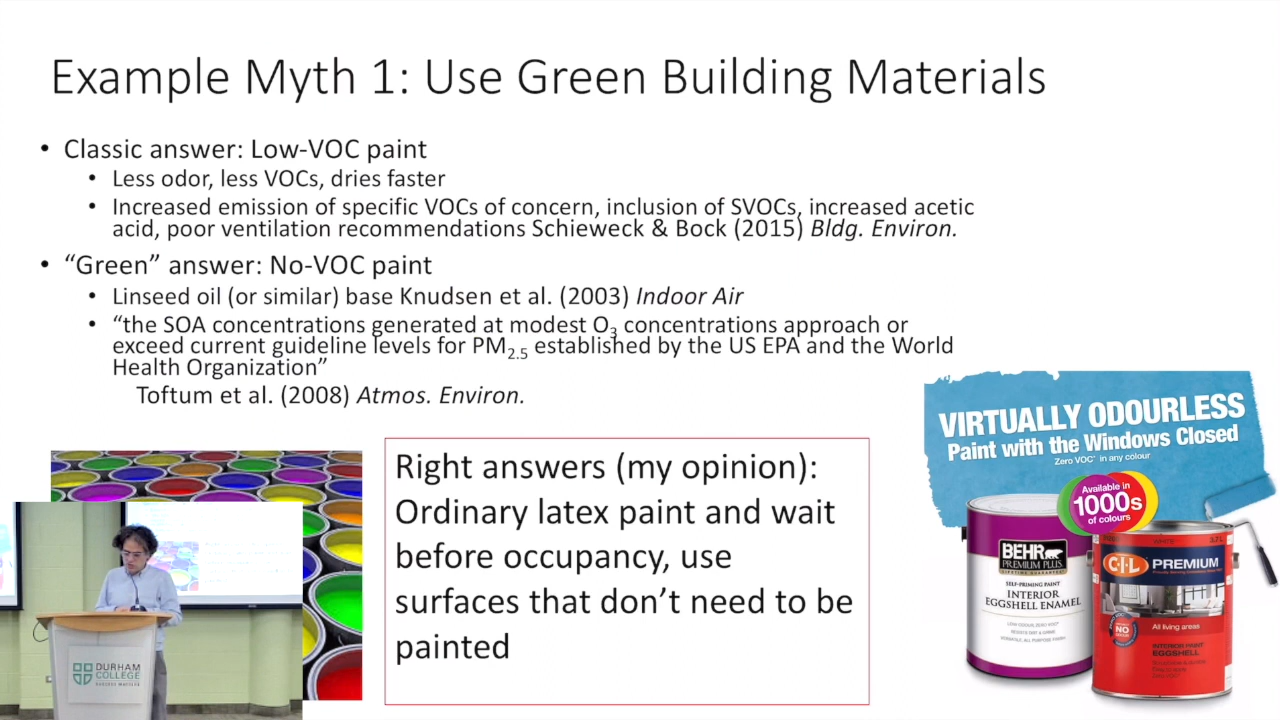 Example Myth 1: Use Green Building Materials
• Classic answer: Low-VOC paint
• Less odor, less VOCs, dries faster
• Increased emission of specific VOCs of concern, inclusion of SVOCs, increased acetic
acid, poor ventilation recommendations Schieweck & Bock (2015) Bldg. Environ.
• “Green” answer: No-VOC paint
• Linseed oil (or similar) base Knudsen et al. (2003) Indoor Air
• “the SOA concentrations generated at modest O3 concentrations approach or
exceed current guideline levels for PM2.5 established by the US EPA and the World
Health Organization”
Toftum et al. (2008) Atmos. Environ.
Right answers (my opinion):
Ordinary latex paint and wait
before occupancy, use
surfaces that don’t need to be
painted
VIRTUALLY ODOURLESS
Paint with the Windows Closed
Zero VOC* in any colour
Available in
1000s
of colours
BEHR
PREMIUM PLUS
SELF-PRIMING PAINT
INTERIOR
EGGSHELL ENAMEL
C·I·L PREMIUM
NO
All living areas
INTERIOR PAINT
EGGSHELL
DURHAM
COLLEGE
SUCCESS MATTERS